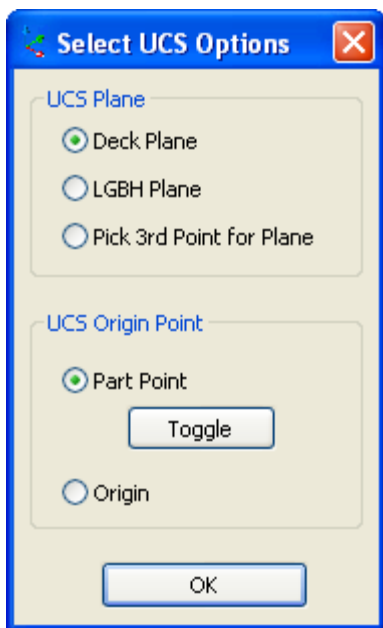 Select UCS Options
UCS Plane
Deck Plane
LGBH Plane
Pick 3rd Point for Plane
UCS Origin Point
Part Point
Toggle
Origin
OK